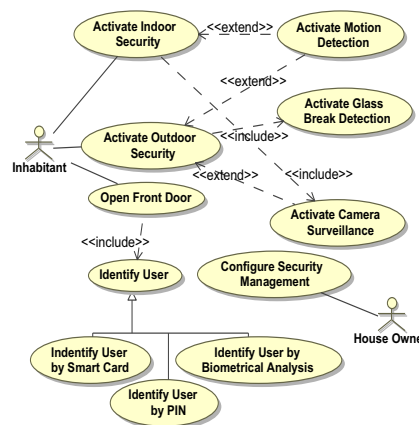 Activate Indoor
Security
<<extend>>
Activate Motion
Detection
<<extend>>
Activate Glass
Break Detection
Activate Outdoor
Security
<<include>>
Inhabitant
<<include>>
<<extend>>
Open Front Door
Activate Camera
Surveillance
<<include>>
Identify User
Configure Security
Management
House Owne
Indentify User
by Smart Card
Identify User by
Biometrical Analysis
Identify User
by PIN